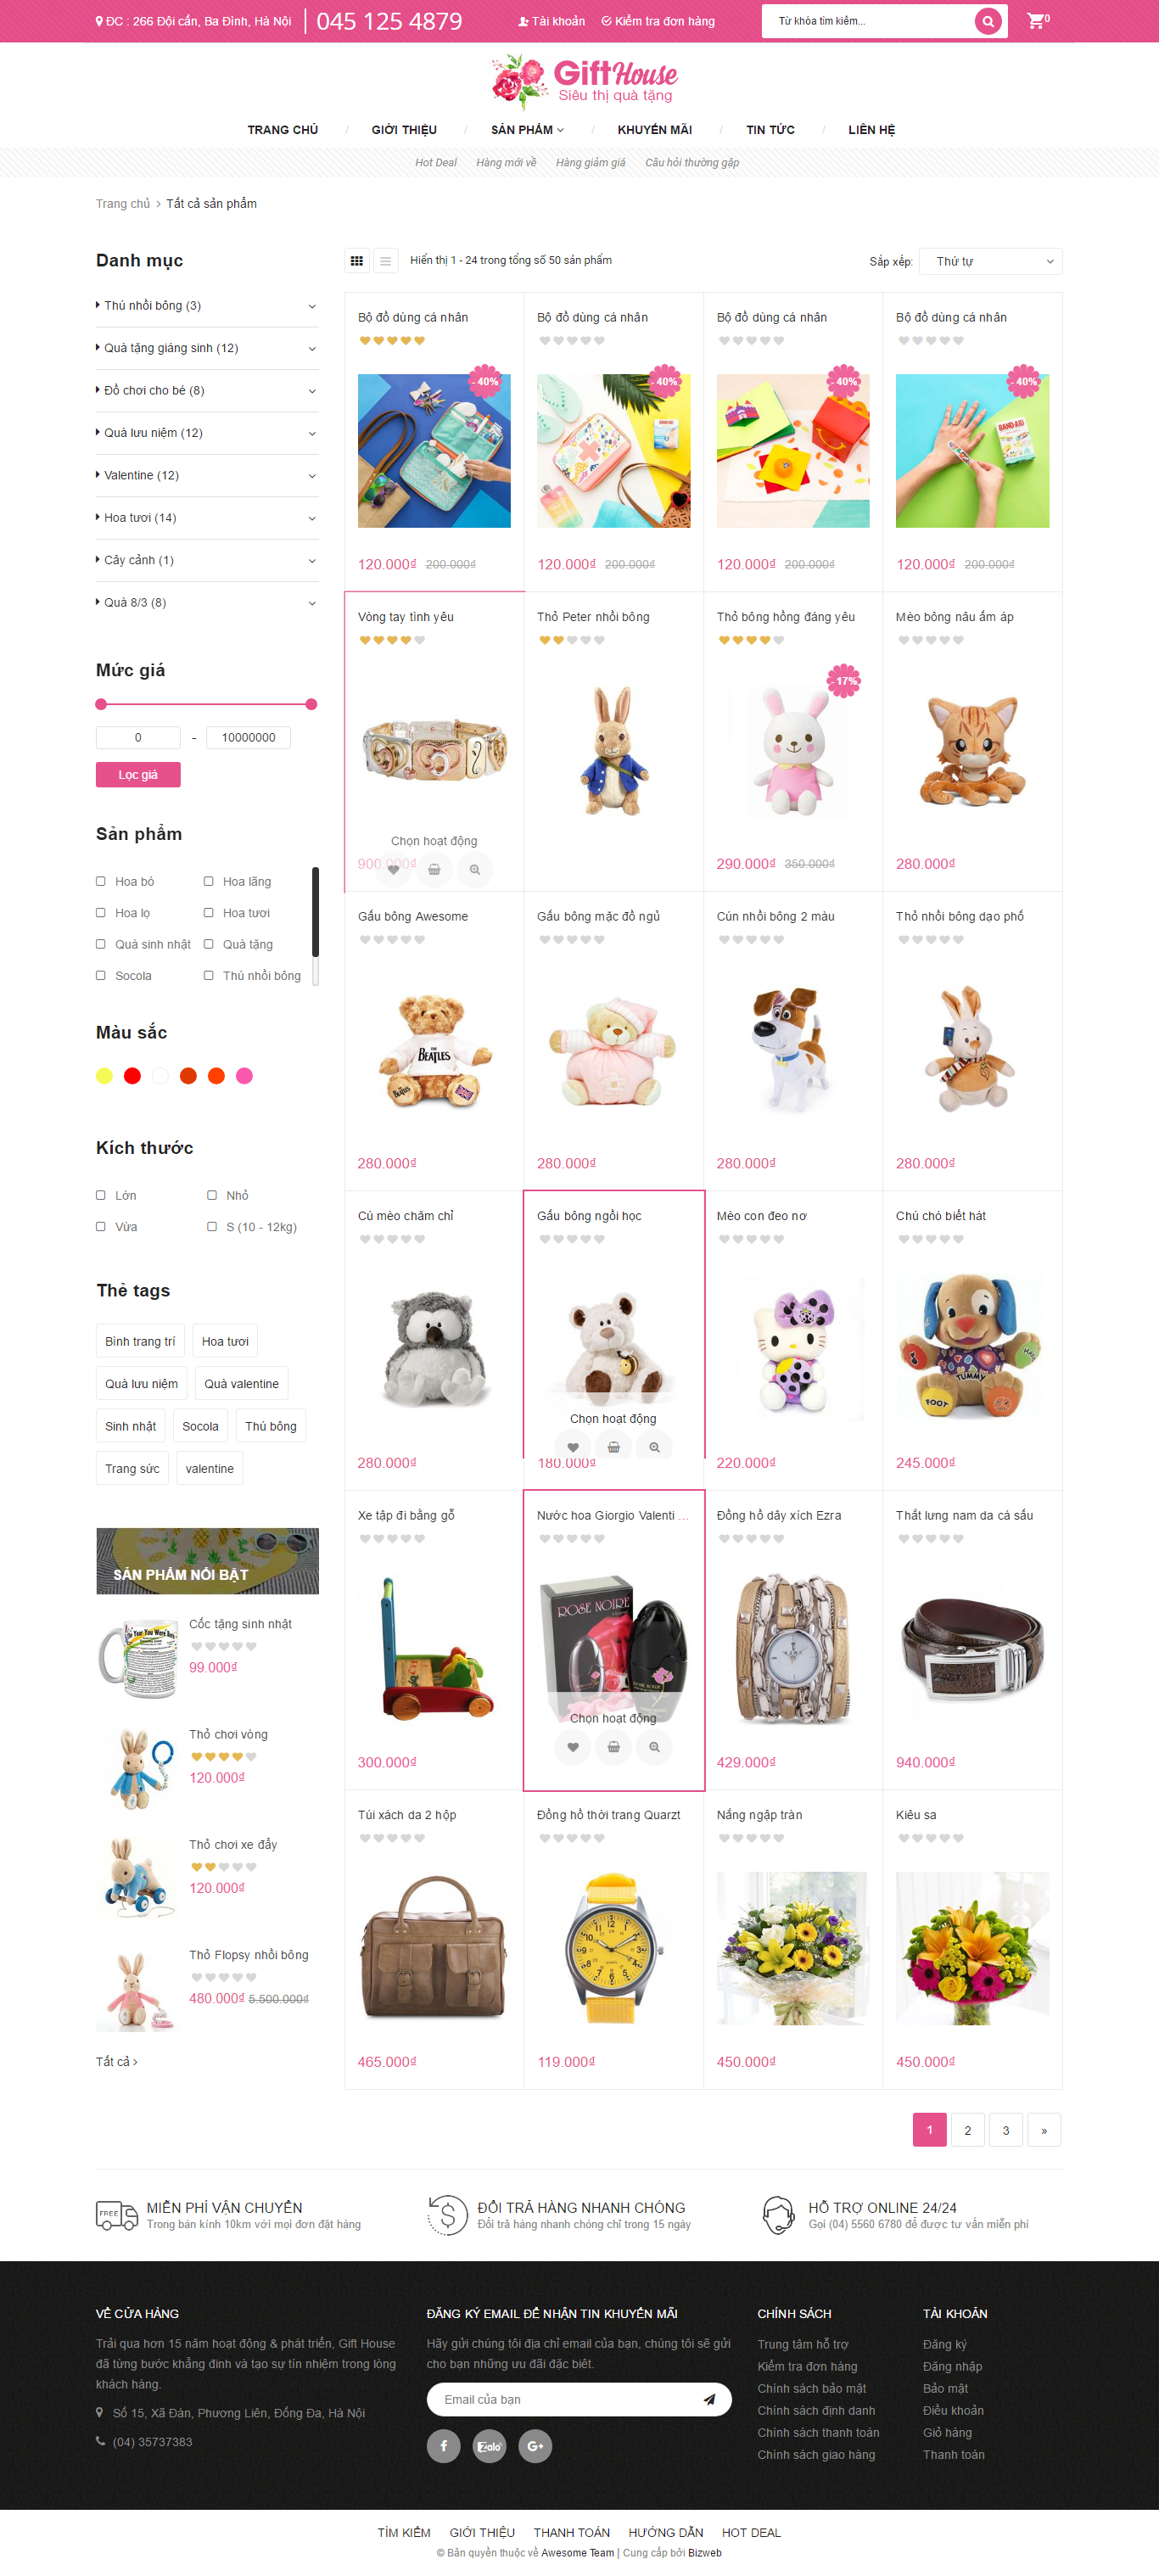 ĐC : 266 Đội cấn, Ba Đình, Hà Nội
045 125 4879
Tài khoản
Kiểm tra đơn hàng
Từ khóa tìm kiếm...
0
Gift House
Siêu thị quà tặng
TRANG CHỦ / GIỚI THIỆU / SẢN PHẨM / KHUYẾN MÃI / TIN TỨC / LIÊN HỆ
Hot Deal Hàng mới về Hàng giảm giá Câu hỏi thường gặp
Trang chủ > Tất cả sản phẩm
Danh mục
Thú nhồi bông (3)
Quà tặng giáng sinh (12)
Đồ chơi cho bé (8)
Quà lưu niệm (12)
Valentine (12)
Hoa tươi (14)
Cây cảnh (1)
Quà 8/3 (8)
Mức giá
0 - 10000000
Lọc giá
Sản phẩm
Hoa bó Hoa lẵng
Hoa lọ Hoa tươi
Quà sinh nhật Quà tặng
Socola Thú nhồi bông
Màu sắc
Kích thước
Lớn Nhỏ
Vừa S (10 - 12kg)
Thẻ tags
Bình trang trí Hoa tươi
Quà lưu niệm Quà valentine
Sinh nhật Socola Thú bông
Trang sức valentine
SẢN PHẨM NỔI BẬT
Cốc tặng sinh nhật
99.000₫
Thỏ chơi vòng
120.000₫
Thỏ chơi xe đẩy
120.000₫
Thỏ Flopsy nhồi bông
480.000₫ 5.500.000₫
Tất cả >
Hiển thị 1 - 24 trong tổng số 50 sản phẩm
Sắp xếp: Thứ tự
Bộ đồ dùng cá nhân Bộ đồ dùng cá nhân Bộ đồ dùng cá nhân Bộ đồ dùng cá nhân
- 40% - 40% - 40% - 40%
BAND-AID
120.000₫ 200.000₫ 120.000₫ 200.000₫ 120.000₫ 200.000₫ 120.000₫ 200.000₫
Vòng tay tình yêu Thỏ Peter nhồi bông Thỏ bông hồng đáng yêu Mèo bông nâu ấm áp
- 17%
Chọn hoạt động
900.000₫ 290.000₫ 350.000₫ 280.000₫
Gấu bông Awesome Gấu bông mặc đồ ngủ Cún nhồi bông 2 màu Thỏ nhồi bông dạo phố
THE BEATLES
280.000₫ 280.000₫ 280.000₫ 280.000₫
Cú mèo chăm chỉ Gấu bông ngồi học Mèo con đeo nơ Chú chó biết hát
TUMMY
FOOT
Chọn hoạt động
280.000₫ 180.000₫ 220.000₫ 245.000₫
Xe tập đi bằng gỗ Nước hoa Giorgio Valenti ... Đồng hồ dây xích Ezra Thắt lưng nam da cá sấu
ROSE NOIRE
Chọn hoạt động
300.000₫ 429.000₫ 940.000₫
Túi xách da 2 hộp Đồng hồ thời trang Quarzt Nắng ngập tràn Kiêu sa
465.000₫ 119.000₫ 450.000₫ 450.000₫
1 2 3 »
FREE
MIỄN PHÍ VẬN CHUYỂN
Trong bán kính 10km với mọi đơn đặt hàng
ĐỔI TRẢ HÀNG NHANH CHÓNG
Đổi trả hàng nhanh chóng chỉ trong 15 ngày
HỖ TRỢ ONLINE 24/24
Gọi (04) 5560 6780 để được tư vấn miễn phí
VỀ CỬA HÀNG
Trải qua hơn 15 năm hoạt động & phát triển, Gift House
đã từng bước khẳng định và tạo sự tín nhiệm trong lòng
khách hàng.
Số 15, Xã Đàn, Phương Liên, Đống Đa, Hà Nội
(04) 35737383
ĐĂNG KÝ EMAIL ĐỂ NHẬN TIN KHUYẾN MÃI
Hãy gửi chúng tôi địa chỉ email của bạn, chúng tôi sẽ gửi
cho bạn những ưu đãi đặc biệt.
Email của bạn
f Zalo G+
CHÍNH SÁCH
Trung tâm hỗ trợ
Kiểm tra đơn hàng
Chính sách bảo mật
Chính sách định danh
Chính sách thanh toán
Chính sách giao hàng
TÀI KHOẢN
Đăng ký
Đăng nhập
Bảo mật
Điều khoản
Giỏ hàng
Thanh toán
TÌM KIẾM GIỚI THIỆU THANH TOÁN HƯỚNG DẪN HOT DEAL
© Bản quyền thuộc về Awesome Team | Cung cấp bởi Bizweb